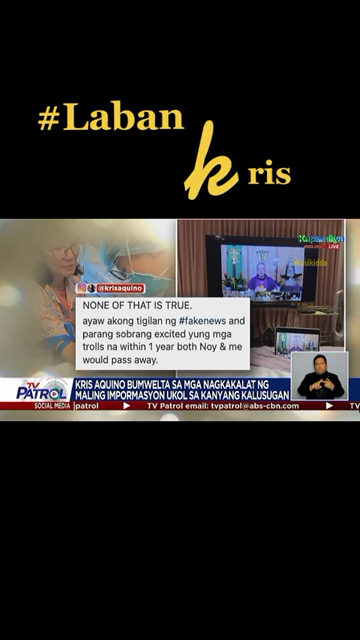 #Laban
kris
Kapamilya
LIVE
@krisaquino
NONE OF THAT IS TRUE.
ayaw akong tigilan ng #fakenews and
parang sobrang excited yung mga
trolls na within 1 year both Noy & me
would pass away.
TV
PATROL
SOCIAL MEDIA
KRIS AQUINO BUMWELTA SA MGA NAGKAKALAT NG
MALING IMPORMASYON UKOL SA KANYANG KALUSUGAN
patrol TV Patrol email: tvpatrol@abs-cbn.com TV P